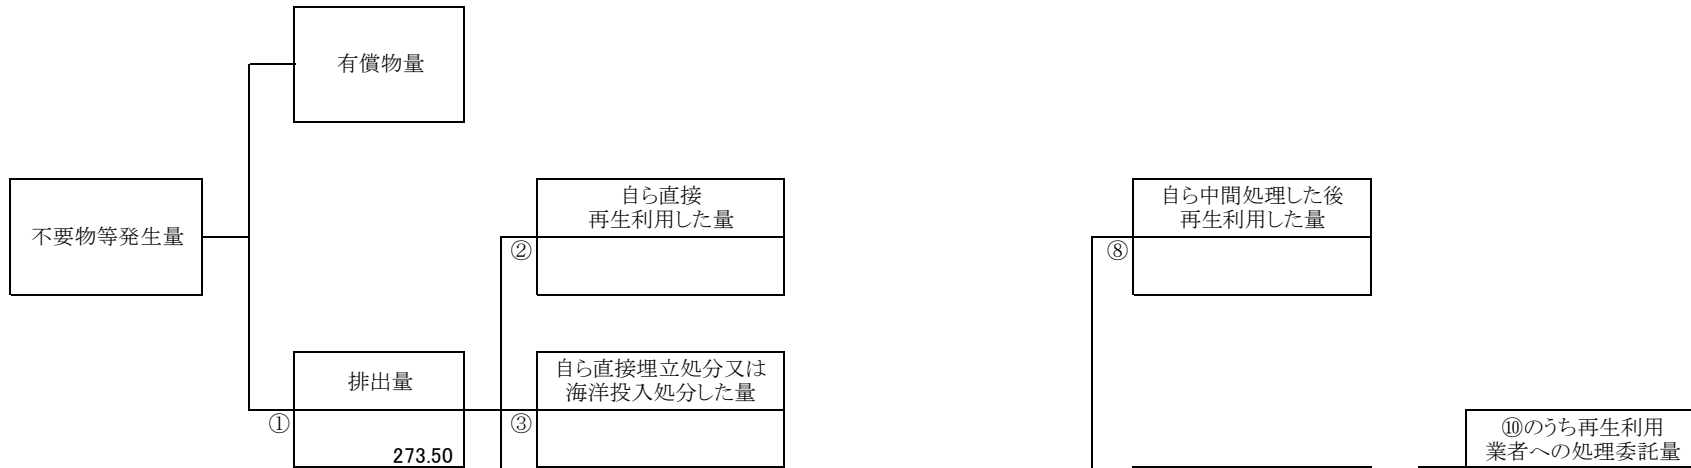 有償物量
不要物等発生量
自ら直接
再生利用した量
②
自ら中間処理した後
再生利用した量
⑧
排出量
①
273.50
自ら直接埋立処分又は
海洋投入処分した量
③
⑩のうち再生利用
業者への処理委託量